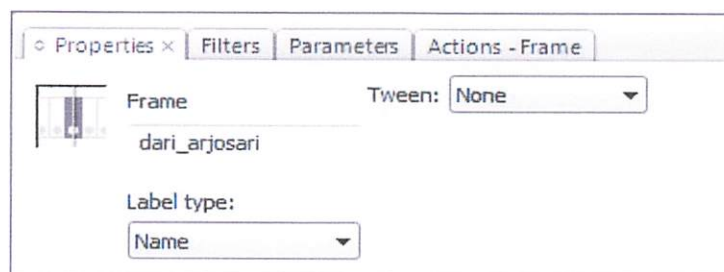 Properties × Filters Parameters Actions - Frame
Frame Tween: None
dari_arjosari
Label type:
Name